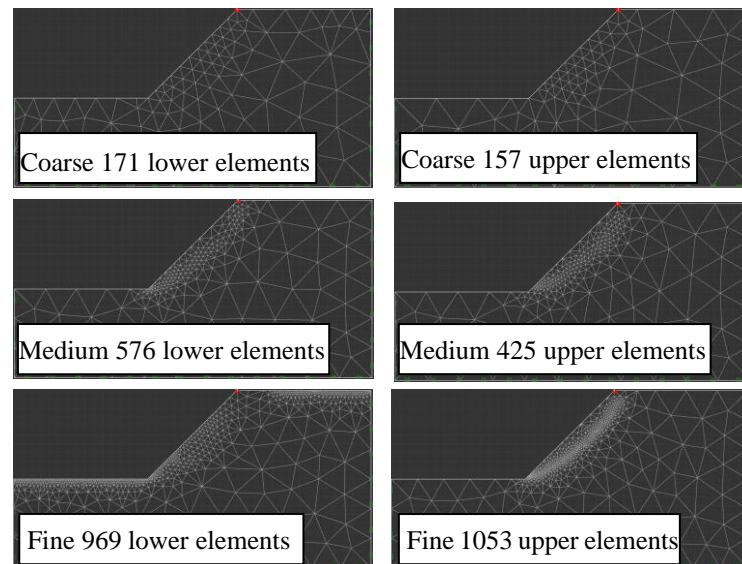 Coarse 171 lower elements
Coarse 157 upper elements
Medium 576 lower elements
Medium 425 upper elements
Fine 969 lower elements
Fine 1053 upper elements